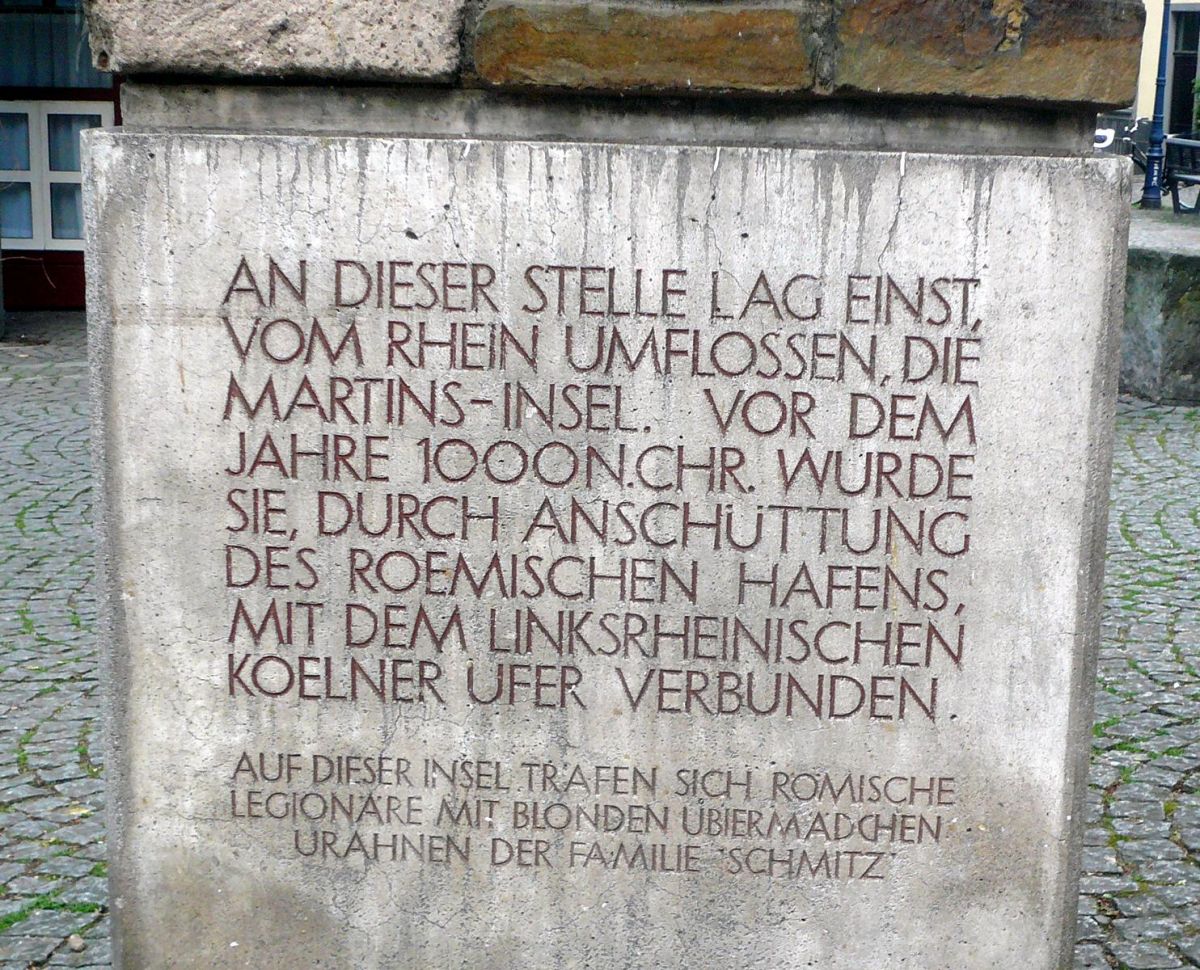 AN DIESER STELLE LAG EINST,
VOM RHEIN UMFLOSSEN, DIE
MARTINS-INSEL. VOR DEM
JAHRE 1000 N.CHR. WURDE
SIE, DURCH ANSCHÜTTUNG
DES ROEMISCHEN HAFENS,
MIT DEM LINKSRHEINISCHEN
KOELNER UFER VERBUNDEN.
AUF DIESER INSEL TRAFEN SICH RÖMISCHE
LEGIONÄRE MIT BLONDEN UBIERMÄDCHEN
URAHNEN DER FAMILIE "SCHMITZ"